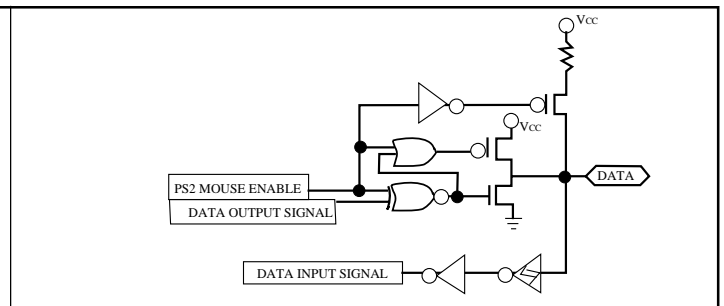 Vcc
Vcc
PS2 MOUSE ENABLE
DATA
DATA OUTPUT SIGNAL
DATA INPUT SIGNAL